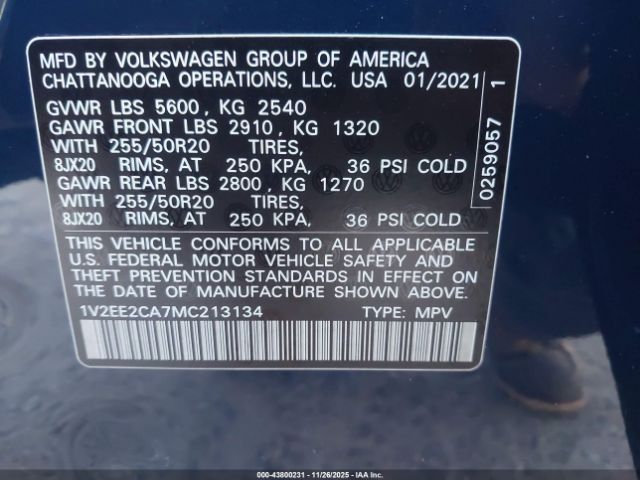 MFD BY VOLKSWAGEN GROUP OF AMERICA
CHATTANOOGA OPERATIONS, LLC. USA 01/2021
GVWR LBS 5600, KG 2540
GAWR FRONT LBS 2910, KG 1320
WITH 255/50R20 TIRES,
8JX20 RIMS, AT 250 KPA, 36 PSI COLD
GAWR REAR LBS 2800, KG 1270
WITH 255/50R20 TIRES,
8JX20 RIMS, AT 250 KPA, 36 PSI COLD
THIS VEHICLE CONFORMS TO ALL APPLICABLE
U.S. FEDERAL MOTOR VEHICLE SAFETY AND
THEFT PREVENTION STANDARDS IN EFFECT ON
THE DATE OF MANUFACTURE SHOWN ABOVE.
1V2EE2CA7MC213134 TYPE: MPV
0259057 1
000-43800231 - 11/26/2025 - IAAI.CA